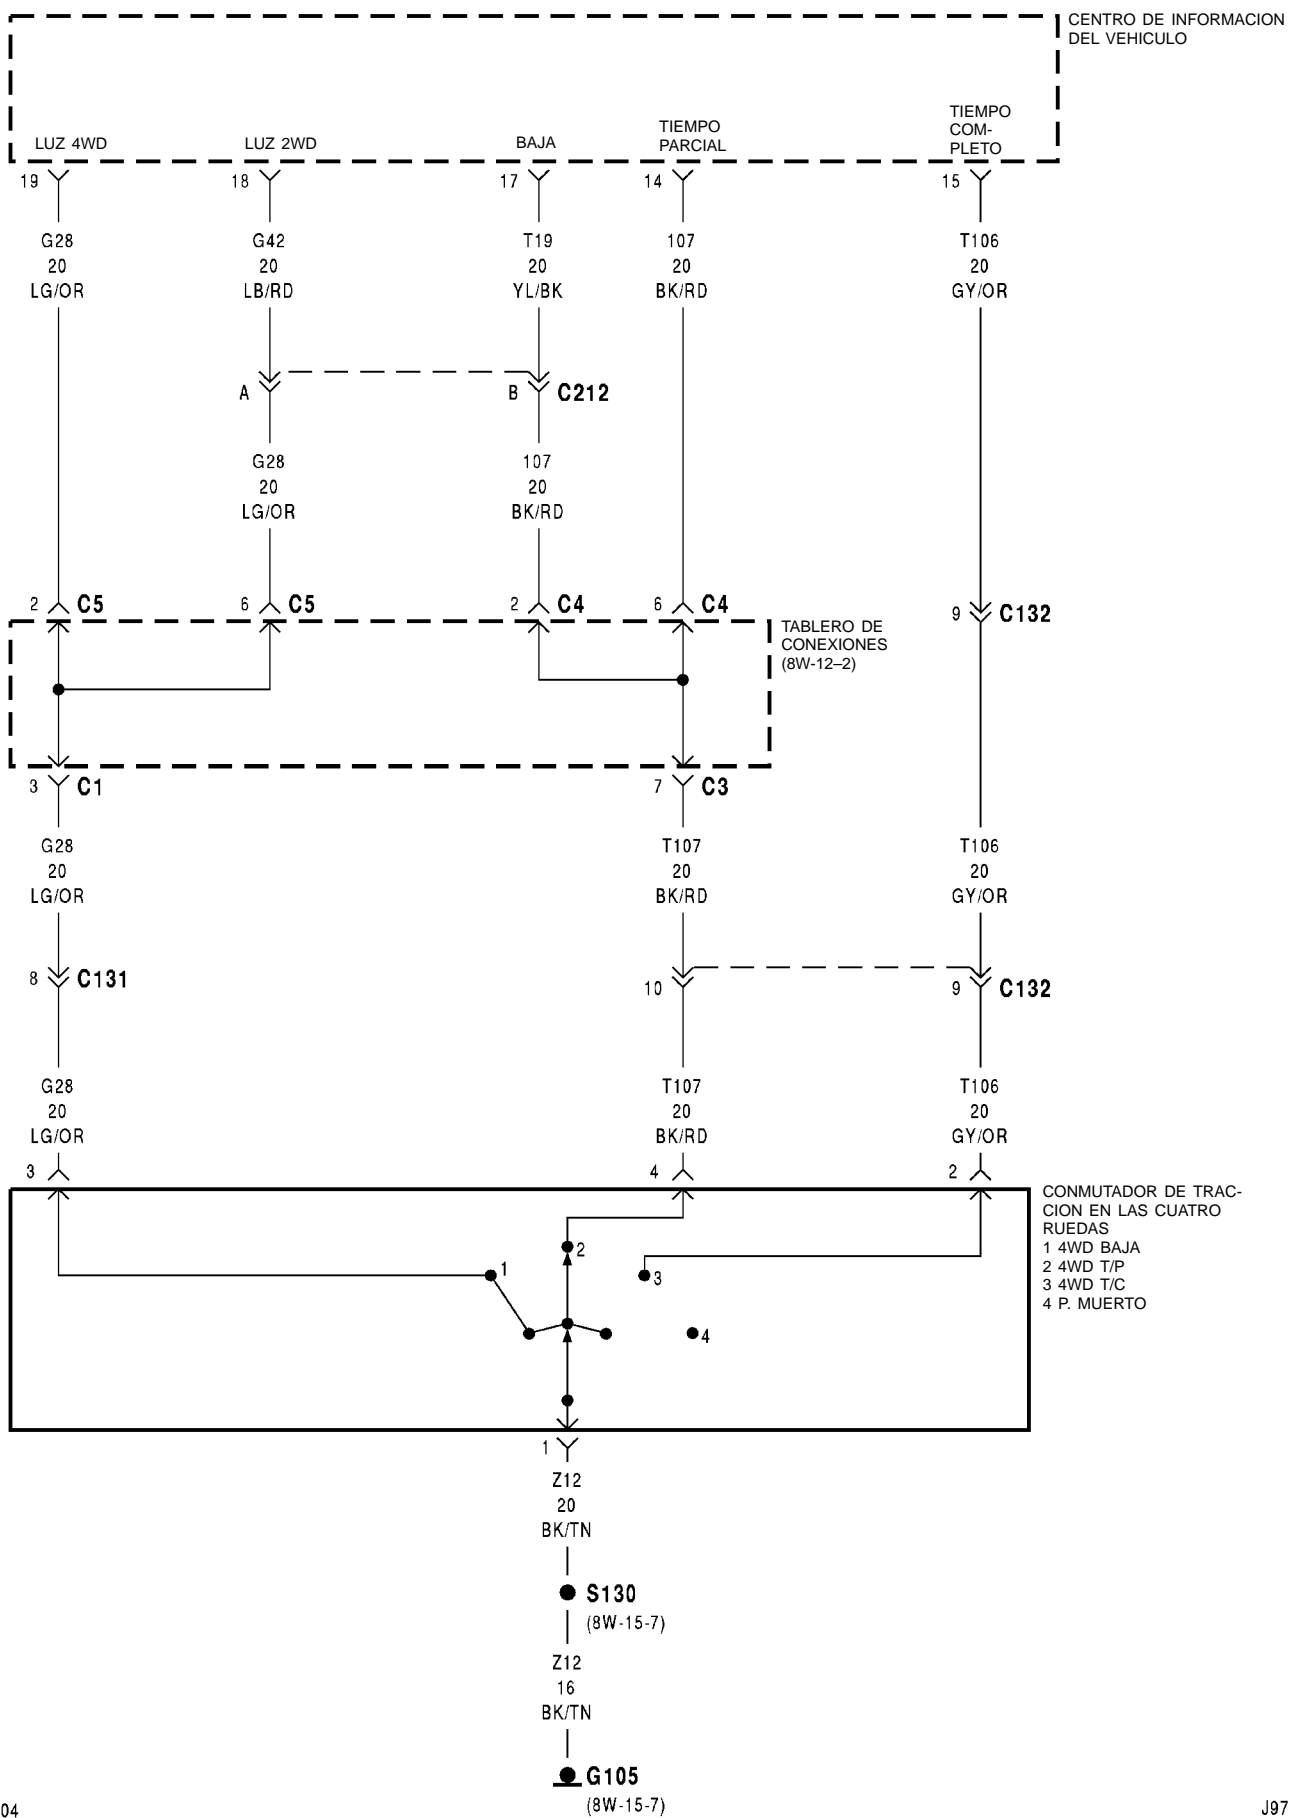 CENTRO DE INFORMACION
DEL VEHICULO
LUZ 4WD
LUZ 2WD
BAJA
TIEMPO
PARCIAL
TIEMPO
COM-
PLETO
19
18
17
14
15
G28
20
LG/OR
G42
20
LB/RD
T19
20
YL/BK
107
20
BK/RD
T106
20
GY/OR
A
B
C212
G28
20
LG/OR
107
20
BK/RD
2
C5
6
C5
2
C4
6
C4
9
C132
TABLERO DE
CONEXIONES
(8W-12–2)
3
C1
7
C3
G28
20
LG/OR
T107
20
BK/RD
T106
20
GY/OR
8
C131
10
9
C132
G28
20
LG/OR
T107
20
BK/RD
T106
20
GY/OR
3
4
2
CONMUTADOR DE TRAC-
CION EN LAS CUATRO
RUEDAS
1 4WD BAJA
2 4WD T/P
3 4WD T/C
4 P. MUERTO
1
2
3
4
1
Z12
20
BK/TN
S130
(8W-15-7)
Z12
16
BK/TN
G105
(8W-15-7)
04
J97